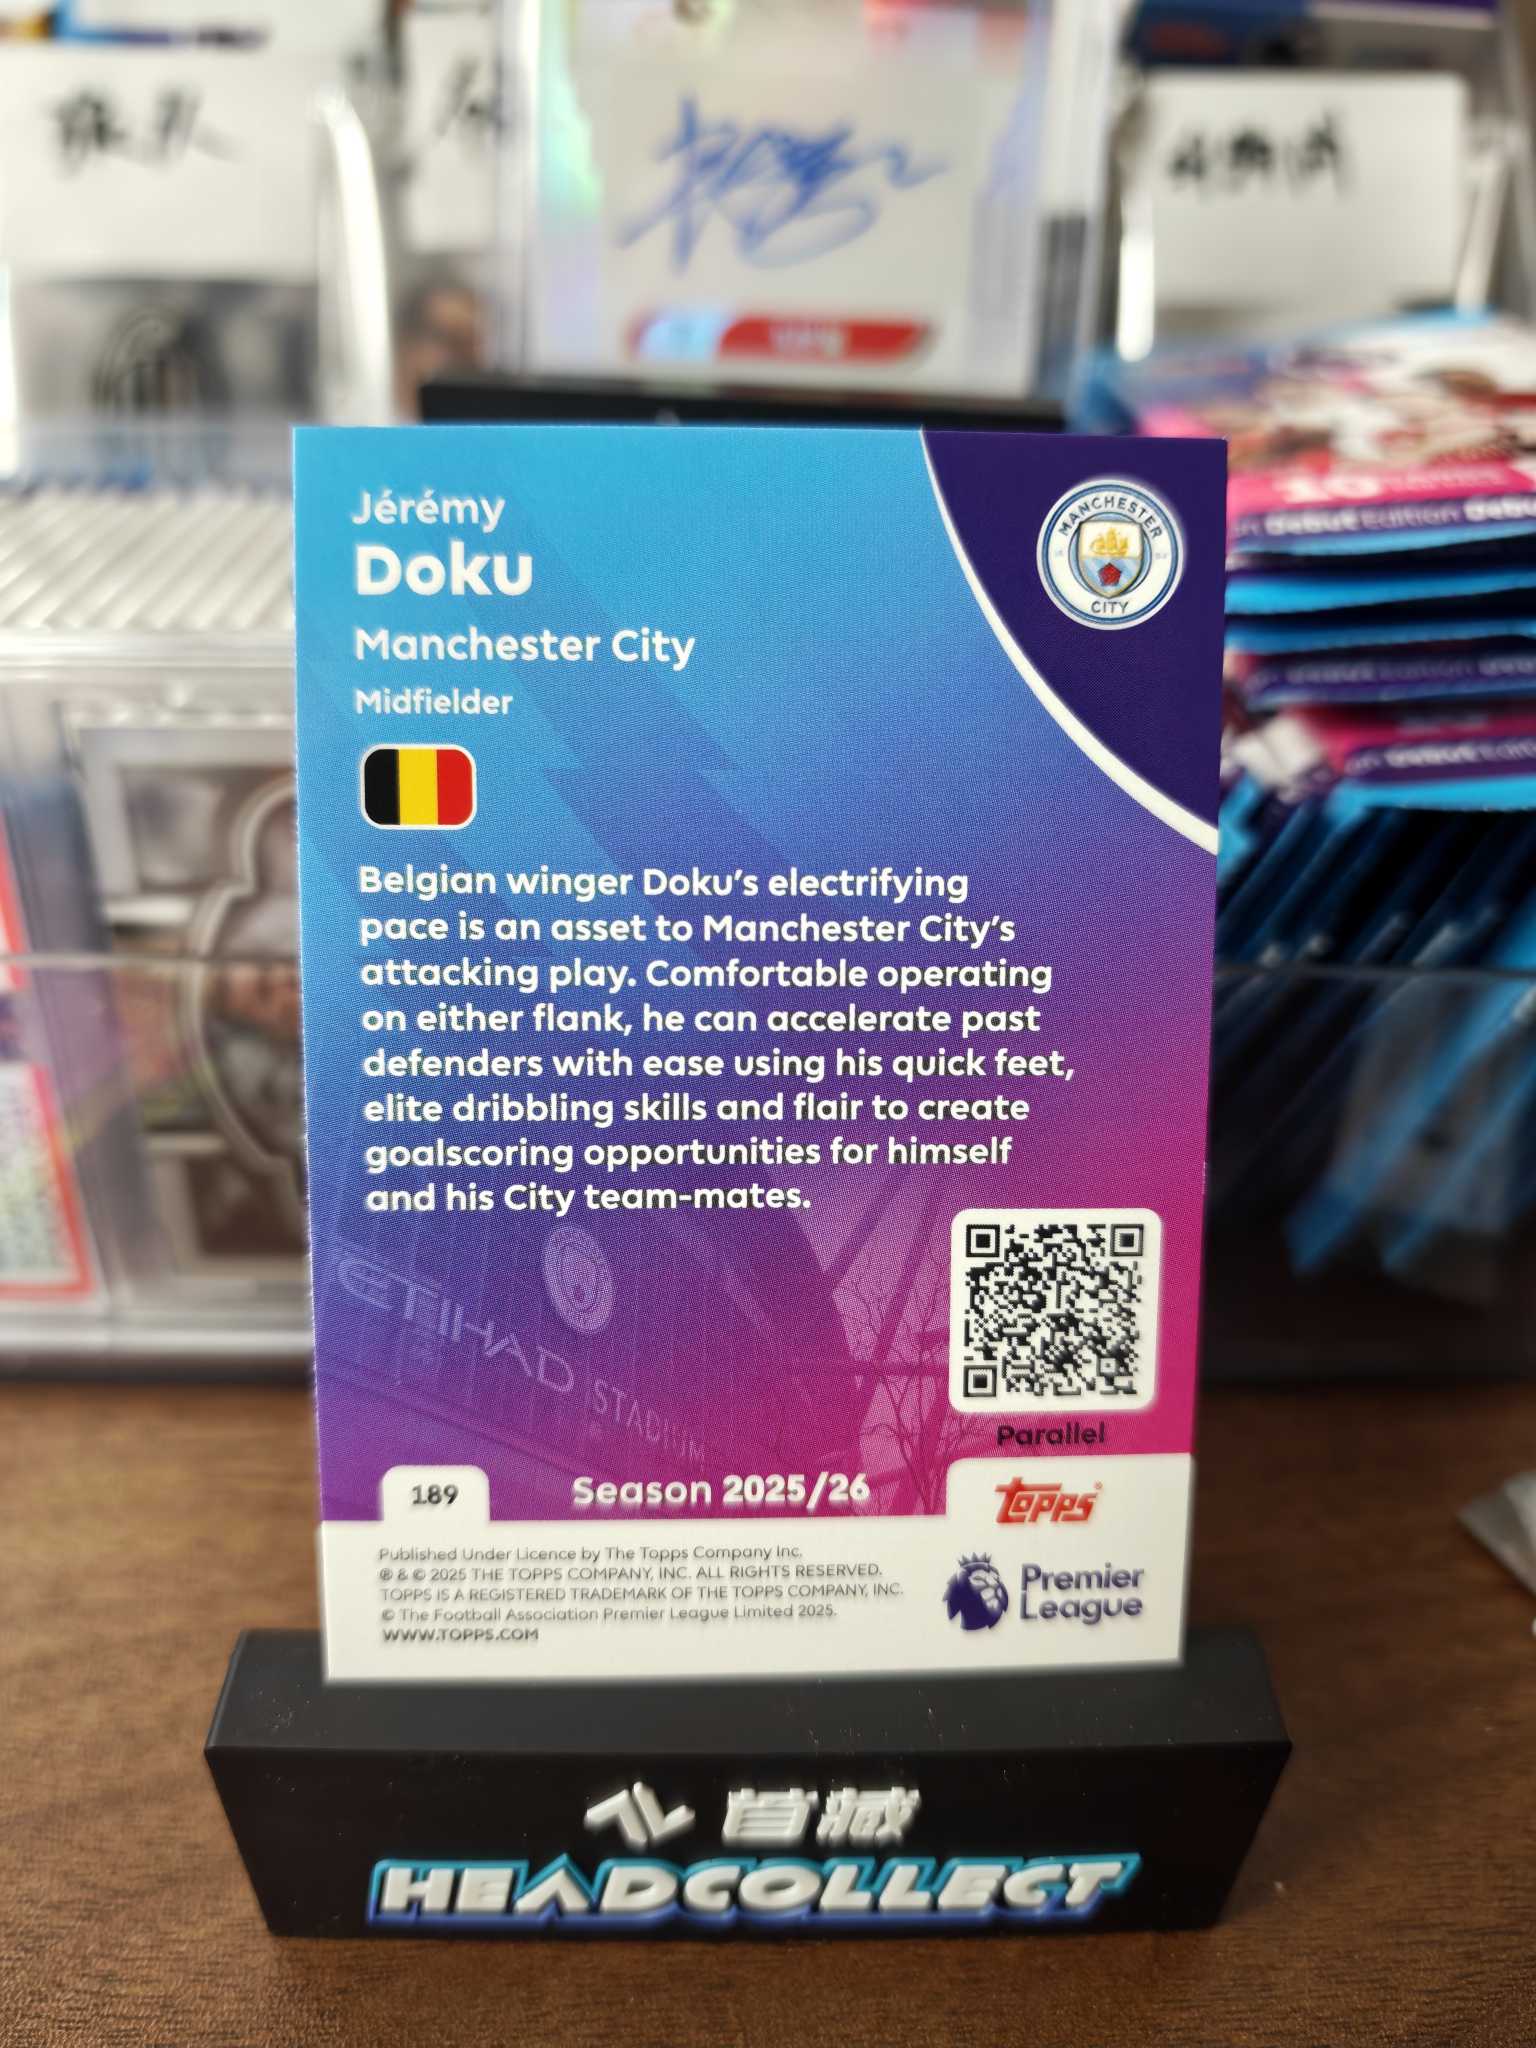 Jérémy
Doku
Manchester City
Midfielder
MANCHESTER
CITY
Belgian winger Doku's electrifying
pace is an asset to Manchester City's
attacking play. Comfortable operating
on either flank, he can accelerate past
defenders with ease using his quick feet,
elite dribbling skills and flair to create
goalscoring opportunities for himself
and his City team-mates.
ETIHAD
STADIUM
Parallel
189
Season 2025/26
TOPPS®
Published Under Licence by The Topps Company Inc.
® & © 2025 THE TOPPS COMPANY, INC. ALL RIGHTS RESERVED.
TOPPS IS A REGISTERED TRADEMARK OF THE TOPPS COMPANY, INC.
© The Football Association Premier League Limited 2025.
WWW.TOPPS.COM
Premier
League
首藏
HEADCOLLECT
10
Debut Edition
Debut Edition